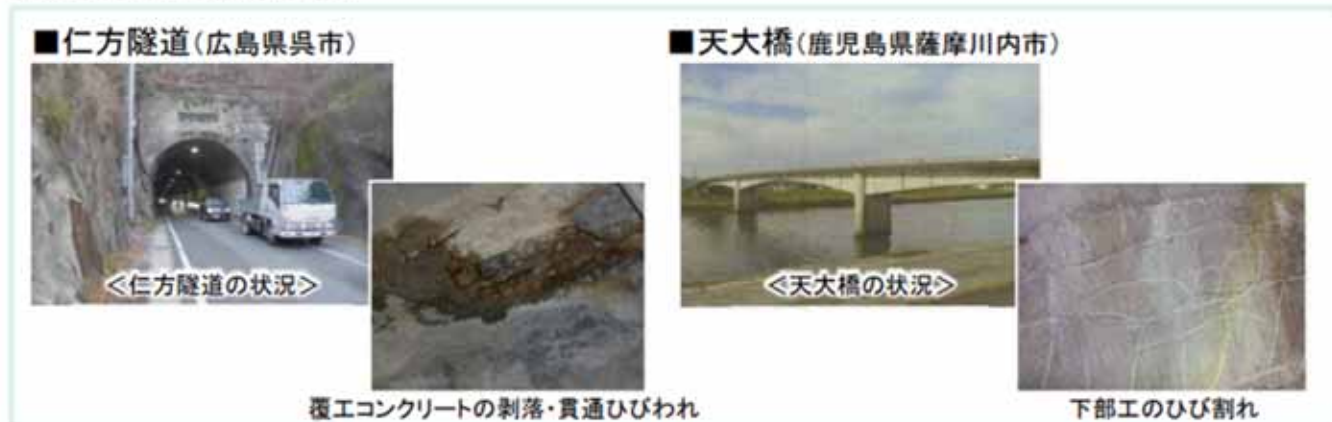 ■仁方隧道(広島県呉市)
<仁方隧道の状況>
覆工コンクリートの剥落・貫通ひびわれ
■天大橋(鹿児島県薩摩川内市)
<天大橋の状況>
下部工のひび割れ